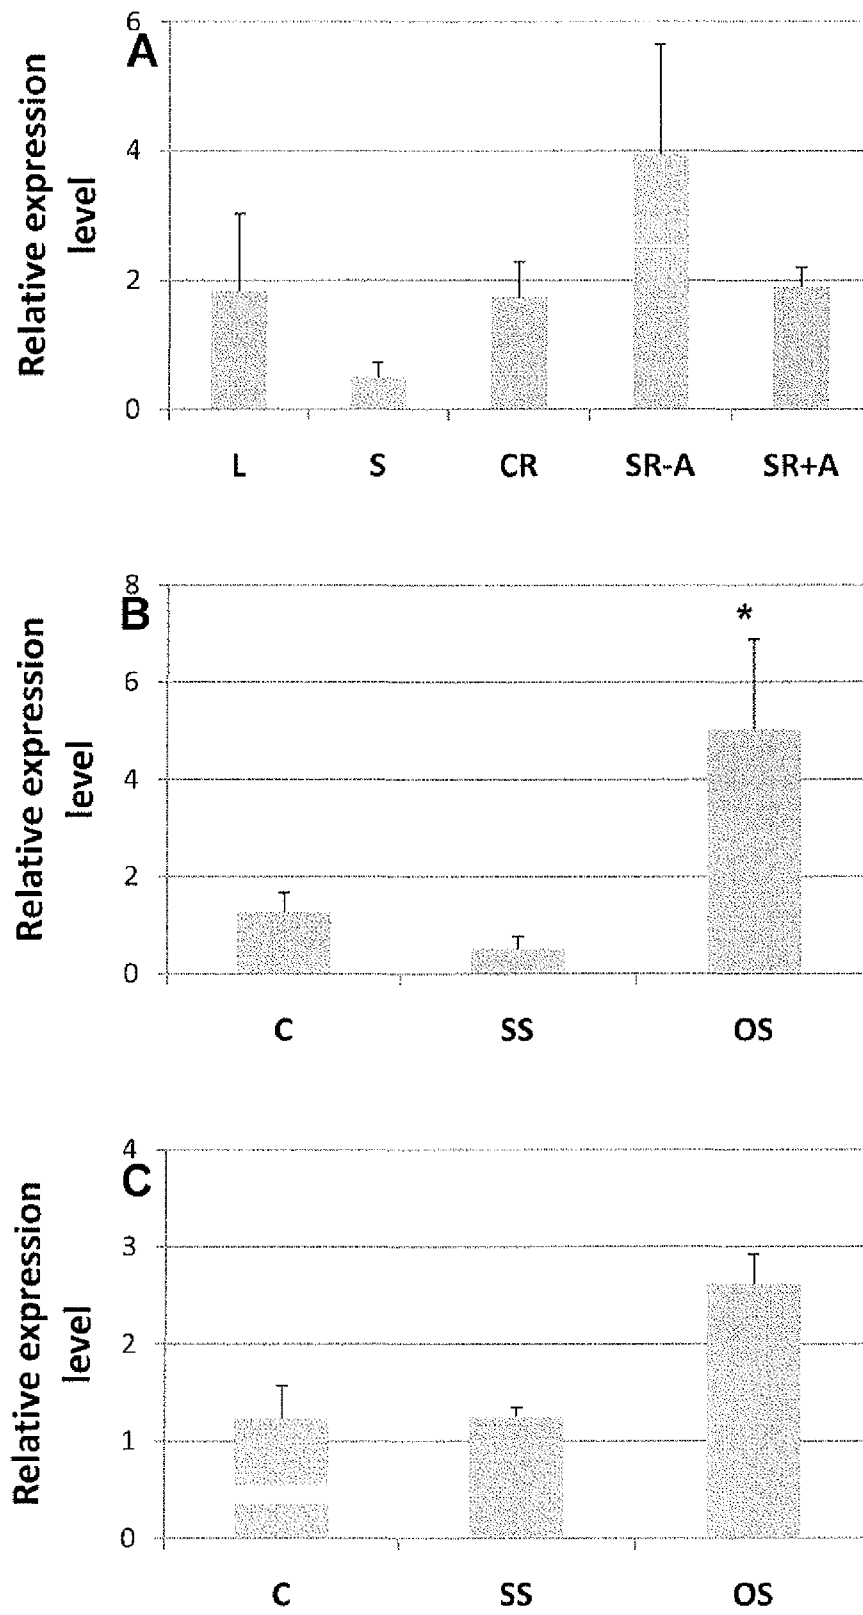 A
Relative expression
level
6
4
2
0
L S CR SR-A SR+A
B
Relative expression
level
8
6
4
2
0
*
C SS OS
C
Relative expression
level
4
3
2
1
0
C SS OS